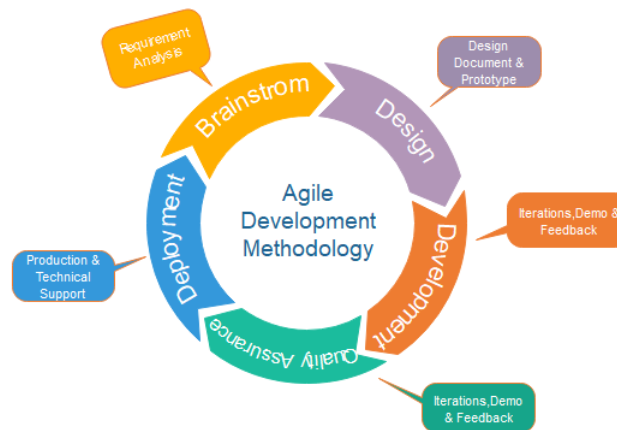 Requirement
Analysis
Brainstrom
Design
Design
Document &
Prototype
Agile
Development
Methodology
Development
Iterations,Demo &
Feedback
Quality Assurance
Iterations,Demo
& Feedback
Deployment
Production &
Technical
Support